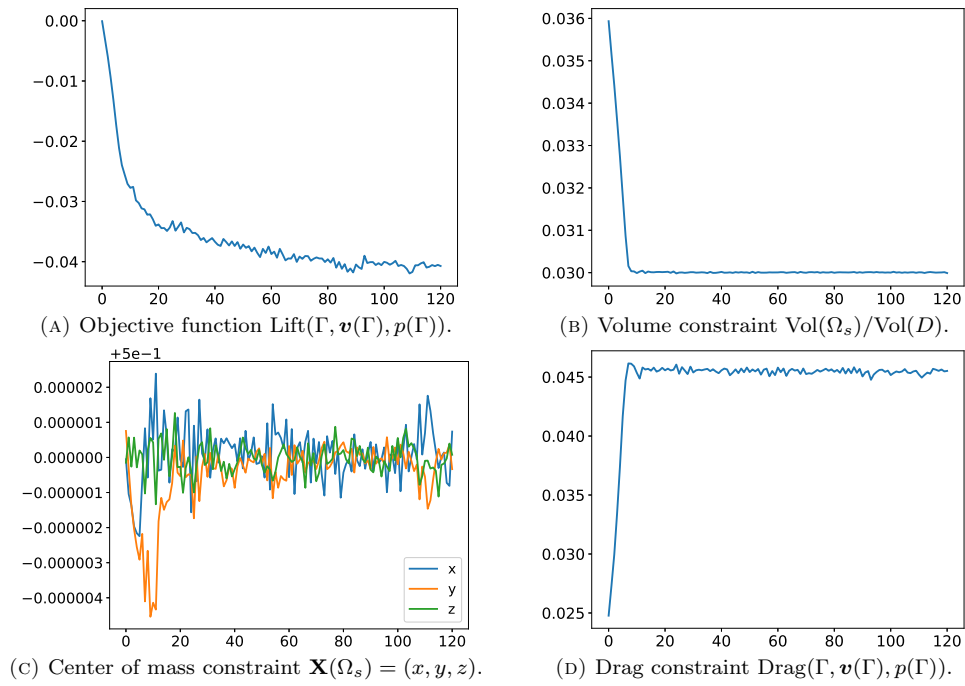 0.00
−0.01
−0.02
−0.03
−0.04
0 20 40 60 80 100 120
(A) Objective function Lift(Γ, v(Γ), p(Γ)).
0.036
0.035
0.034
0.033
0.032
0.031
0.030
0 20 40 60 80 100 120
(B) Volume constraint Vol(Ωₛ)/Vol(D).
+5e−1
0.000002
0.000001
0.000000
−0.000001
−0.000002
−0.000003
−0.000004
x
y
z
0 20 40 60 80 100 120
(C) Center of mass constraint X(Ωₛ) = (x, y, z).
0.045
0.040
0.035
0.030
0.025
0 20 40 60 80 100 120
(D) Drag constraint Drag(Γ, v(Γ), p(Γ)).